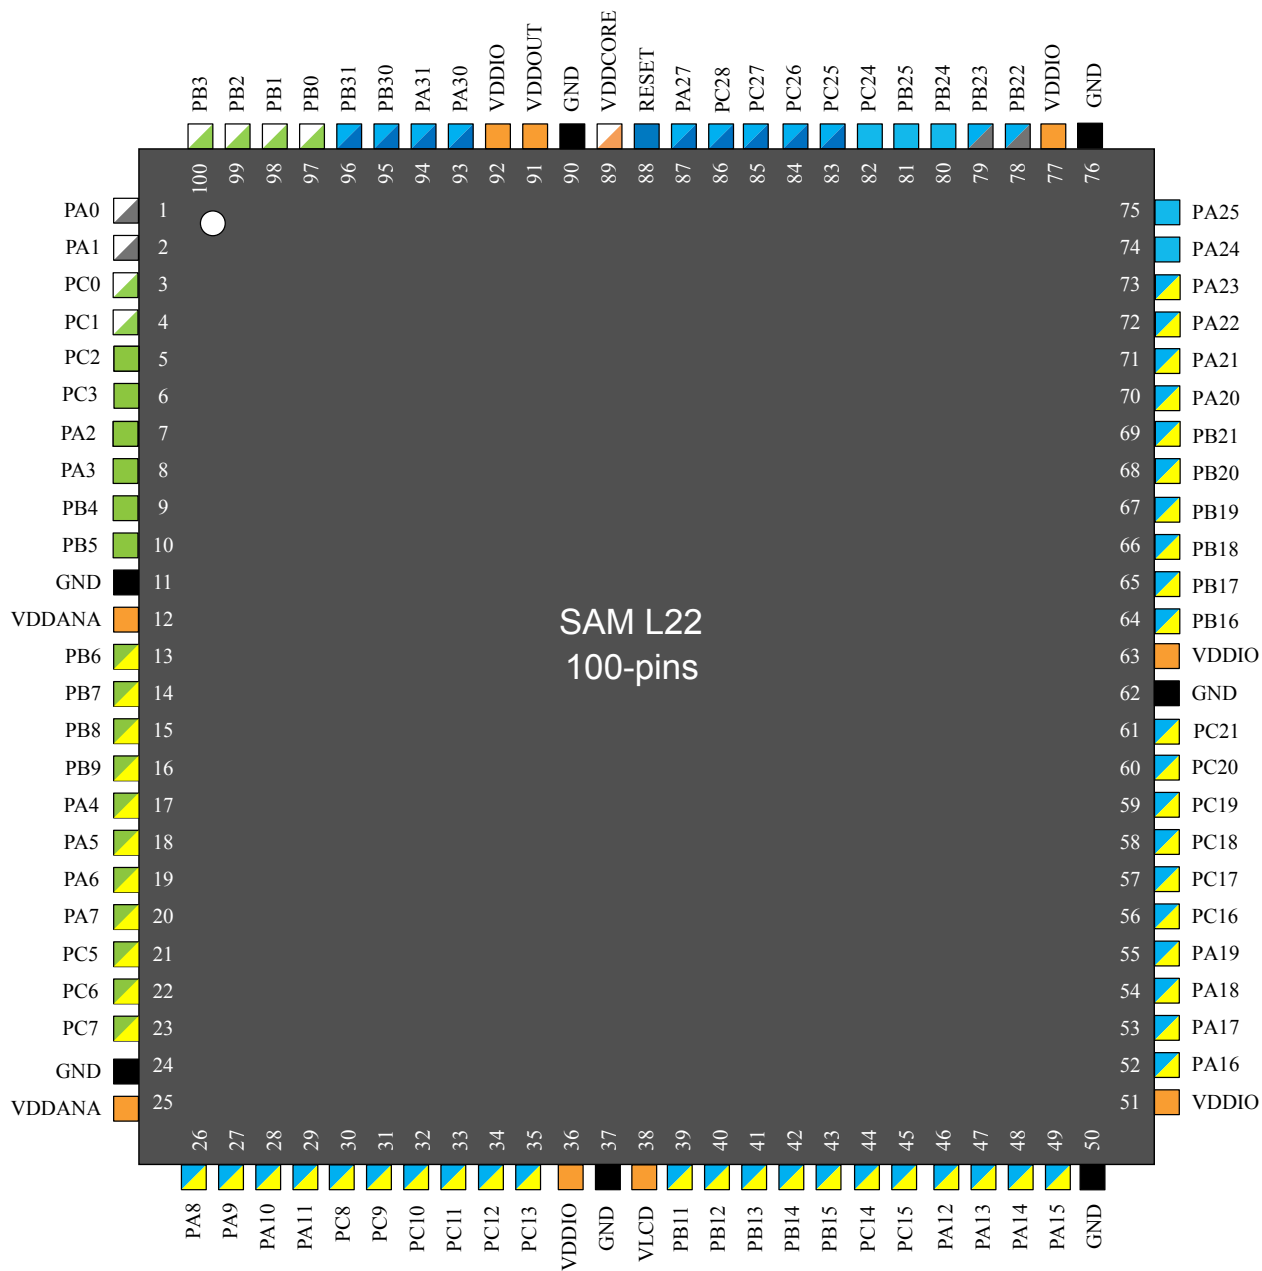 PB3 PB2 PB1 PB0 PB31 PB30 PA31 PA30 VDDIO VDDOUT GND VDDCORE RESET PA27 PC28 PC27 PC26 PC25 PC24 PB25 PB24 PB23 PB22 VDDIO GND
100 99 98 97 96 95 94 93 92 91 90 89 88 87 86 85 84 83 82 81 80 79 78 77 76
PA0 1 75 PA25
PA1 2 74 PA24
PC0 3 73 PA23
PC1 4 72 PA22
PC2 5 71 PA21
PC3 6 70 PA20
PA2 7 69 PB21
PA3 8 68 PB20
PB4 9 67 PB19
PB5 10 66 PB18
GND 11 65 PB17
VDDANA 12 SAM L22 64 PB16
PB6 13 100-pins 63 VDDIO
PB7 14 62 GND
PB8 15 61 PC21
PB9 16 60 PC20
PA4 17 59 PC19
PA5 18 58 PC18
PA6 19 57 PC17
PA7 20 56 PC16
PC5 21 55 PA19
PC6 22 54 PA18
PC7 23 53 PA17
GND 24 52 PA16
VDDANA 25 51 VDDIO
26 27 28 29 30 31 32 33 34 35 36 37 38 39 40 41 42 43 44 45 46 47 48 49 50
PA8 PA9 PA10 PA11 PC8 PC9 PC10 PC11 PC12 PC13 VDDIO GND VLCD PB11 PB12 PB13 PB14 PB15 PC14 PC15 PA12 PA13 PA14 PA15 GND